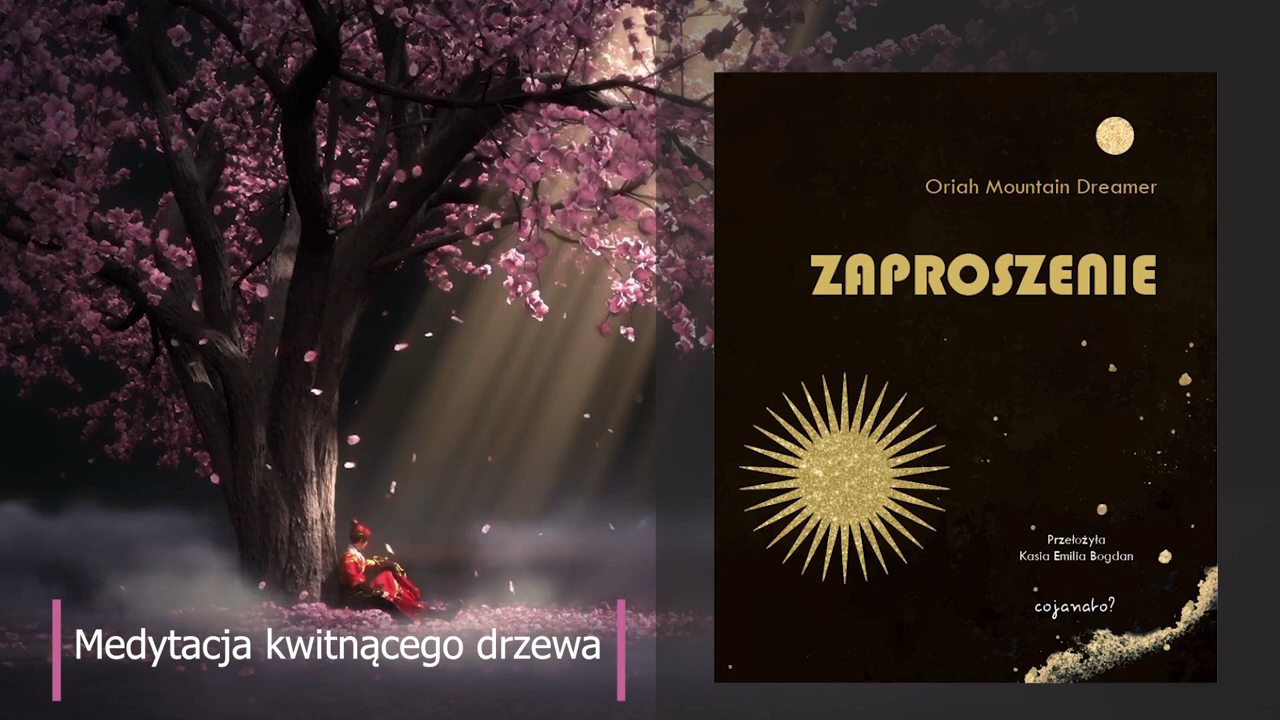 Medytacja kwitnącego drzewa
Oriah Mountain Dreamer
ZAPROSZENIE
Przełożyła
Kasia Emilia Bogdan
cojanato?